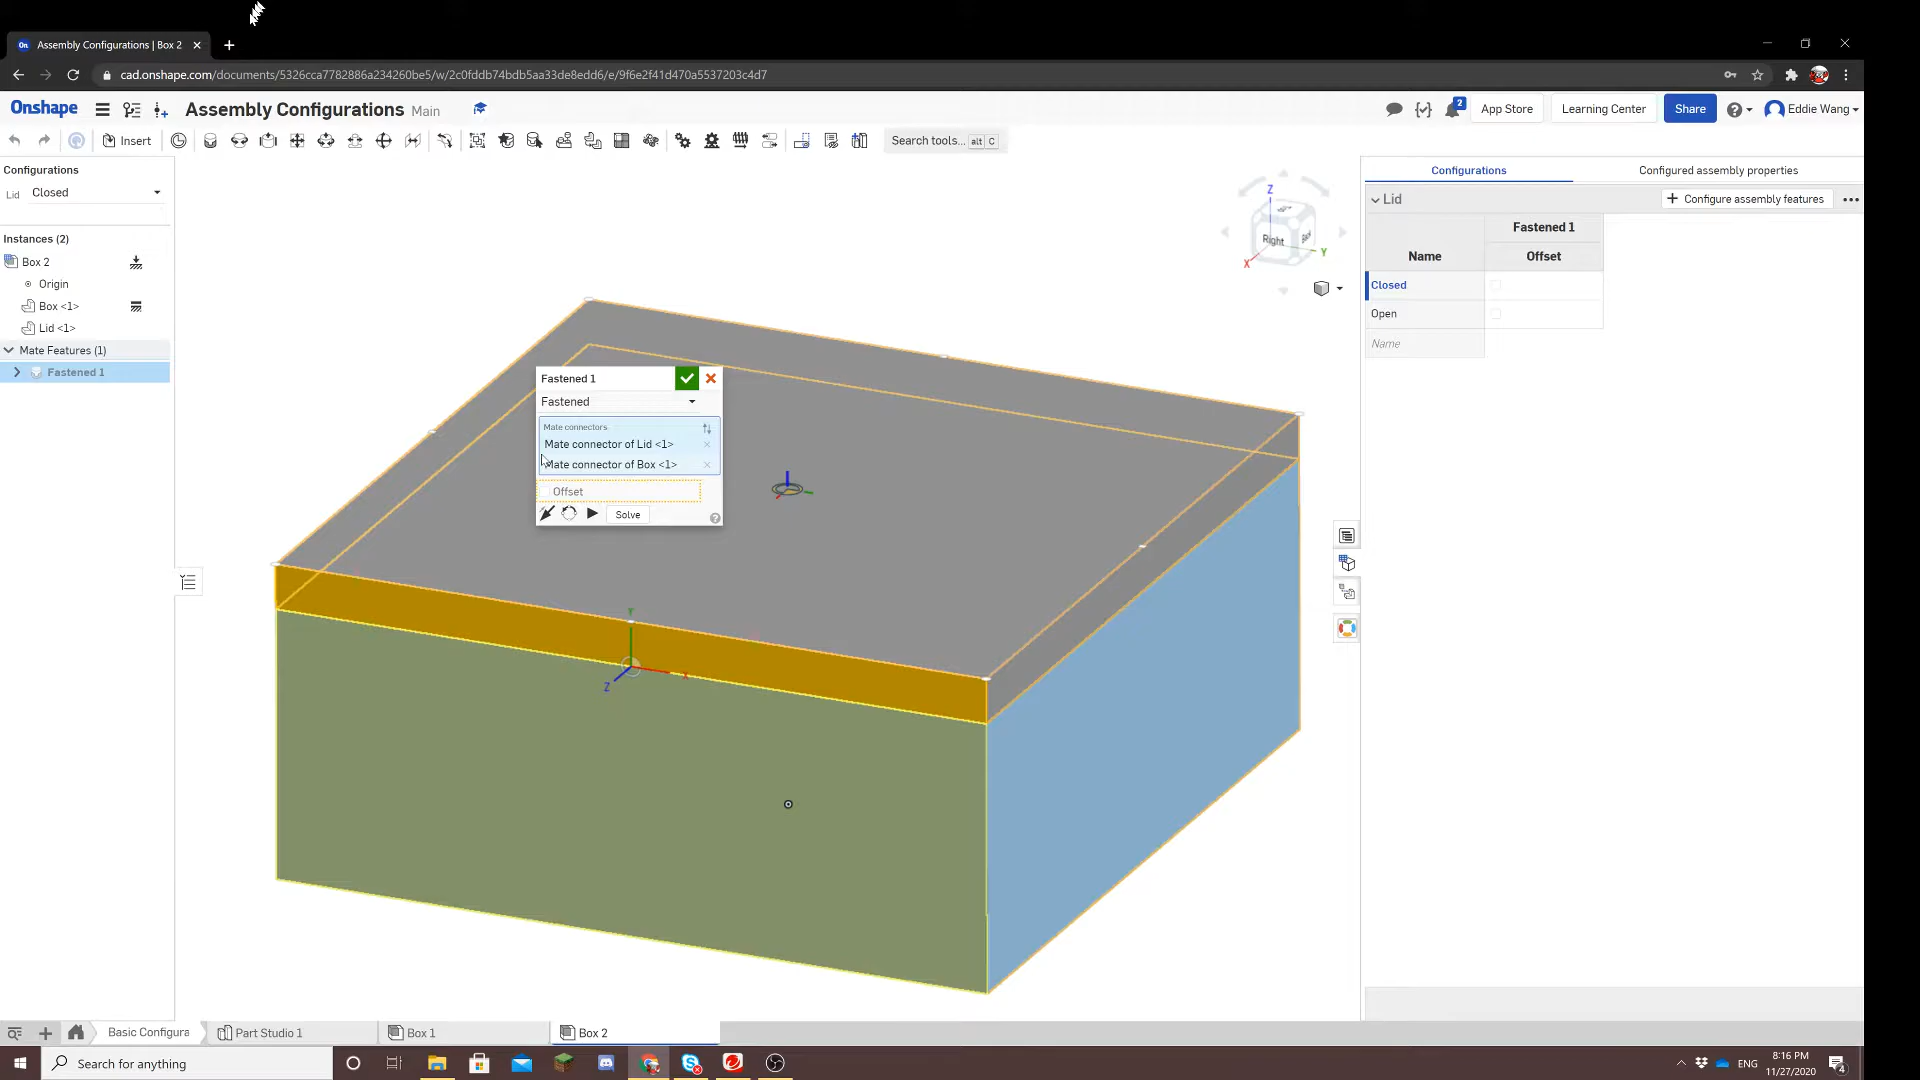 On Assembly Configurations | Box 2
cad.onshape.com/documents/5326cca7782886a234260be5/w/2c0fddb74bdb5aa33de8edd6/e/9f6e2f41d470a5537203c4d7
Onshape
Assembly Configurations Main
2
App Store
Learning Center
Share
Eddie Wang
Insert
Search tools... alt C
Configurations
Lid Closed
Instances (2)
Box 2
Origin
Box <1>
Lid <1>
Mate Features (1)
Fastened 1
Fastened 1
Fastened
Mate connectors
Mate connector of Lid <1>
Mate connector of Box <1>
Offset
Solve
Y
X
Z
Z
Right
Back
Y
X
Configurations
Configured assembly properties
Lid
Configure assembly features
Fastened 1
Name
Offset
Closed
Open
Name
Basic Configura
Part Studio 1
Box 1
Box 2
Search for anything
ENG
8:16 PM
11/27/2020
4